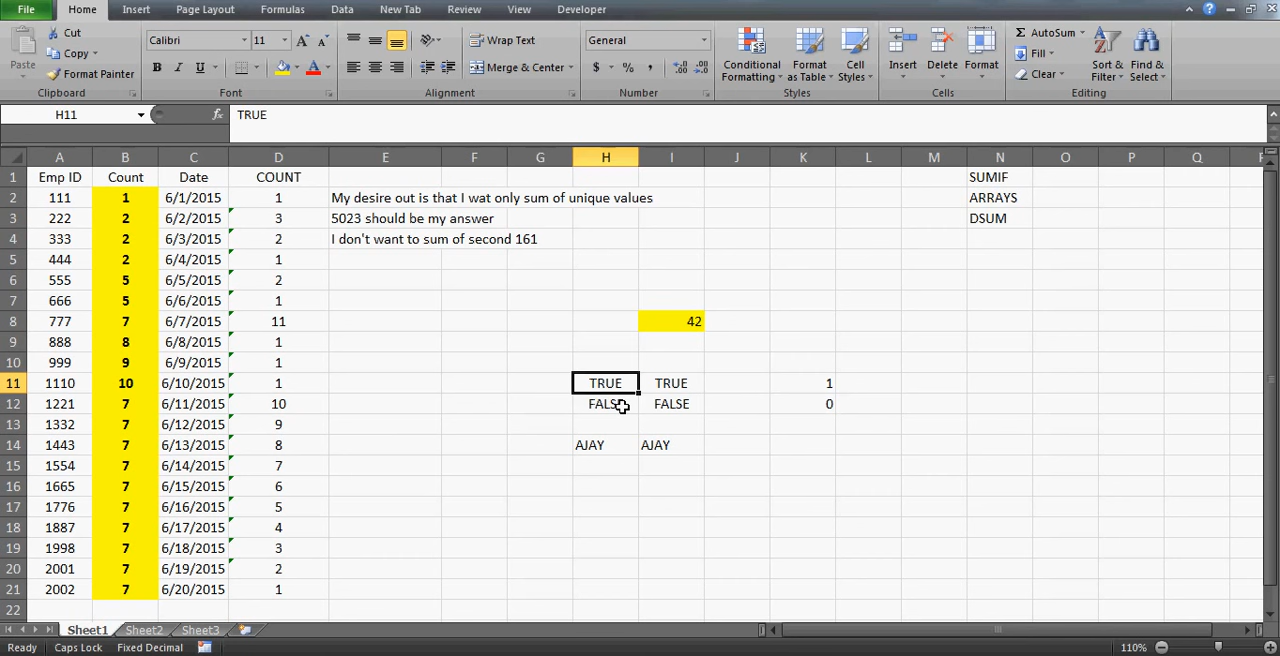 File Home Insert Page Layout Formulas Data New Tab Review View Developer
Paste Cut Copy Format Painter Clipboard
Calibri 11 A A B I U A Font
Wrap Text Merge & Center Alignment
General $ % , Number
Conditional Formatting Format as Table Cell Styles Styles
Insert Delete Format Cells
Σ AutoSum Fill Clear Sort & Filter Find & Select Editing
H11 fx TRUE
A B C D E F G H I J K L M N O P Q
1 Emp ID Count Date COUNT SUMIF
2 111 1 6/1/2015 1 My desire out is that I wat only sum of unique values ARRAYS
3 222 2 6/2/2015 3 5023 should be my answer DSUM
4 333 2 6/3/2015 2 I don't want to sum of second 161
5 444 2 6/4/2015 1
6 555 5 6/5/2015 2
7 666 5 6/6/2015 1
8 777 7 6/7/2015 11 42
9 888 8 6/8/2015 1
10 999 9 6/9/2015 1
11 1110 10 6/10/2015 1 TRUE TRUE 1
12 1221 7 6/11/2015 10 FALSE FALSE 0
13 1332 7 6/12/2015 9
14 1443 7 6/13/2015 8 AJAY AJAY
15 1554 7 6/14/2015 7
16 1665 7 6/15/2015 6
17 1776 7 6/16/2015 5
18 1887 7 6/17/2015 4
19 1998 7 6/18/2015 3
20 2001 7 6/19/2015 2
21 2002 7 6/20/2015 1
22
Sheet1 Sheet2 Sheet3
Ready Caps Lock Fixed Decimal 110%